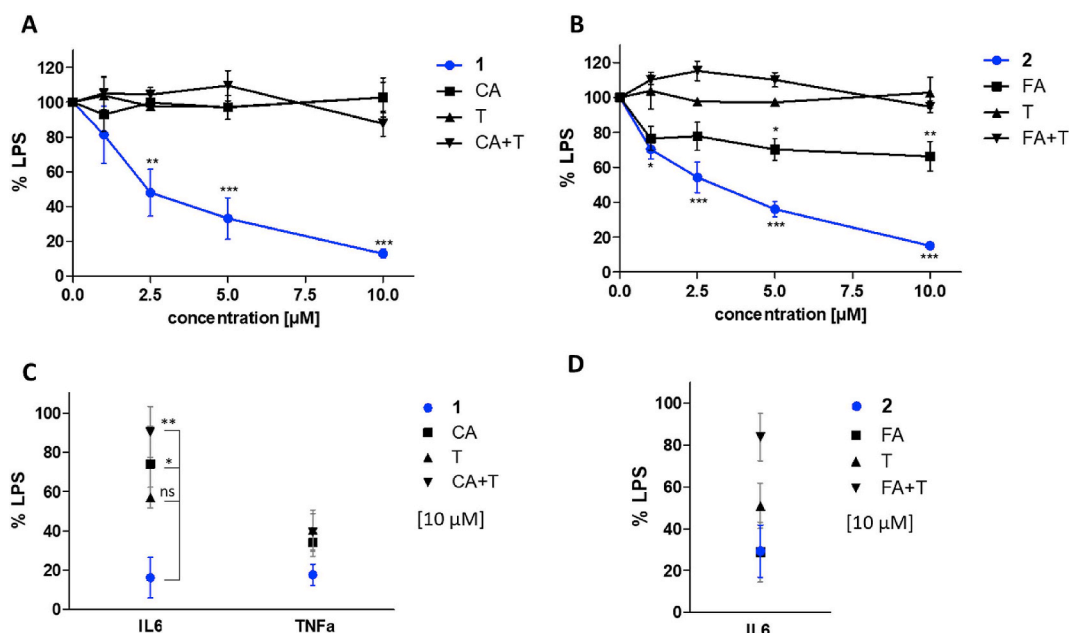 A
120
100
80
60
40
20
0
% LPS
**
***
***
0.0 2.5 5.0 7.5 10.0
concentration [µM]
1
CA
T
CA+T
B
120
100
80
60
40
20
0
% LPS
*
**
*
***
***
***
0.0 2.5 5.0 7.5 10.0
concentration [µM]
2
FA
T
FA+T
C
100
80
60
40
20
0
% LPS
**
*
ns
IL6 TNFa
1
CA
T
CA+T
[10 µM]
D
100
80
60
40
20
0
% LPS
IL6
2
FA
T
FA+T
[10 µM]